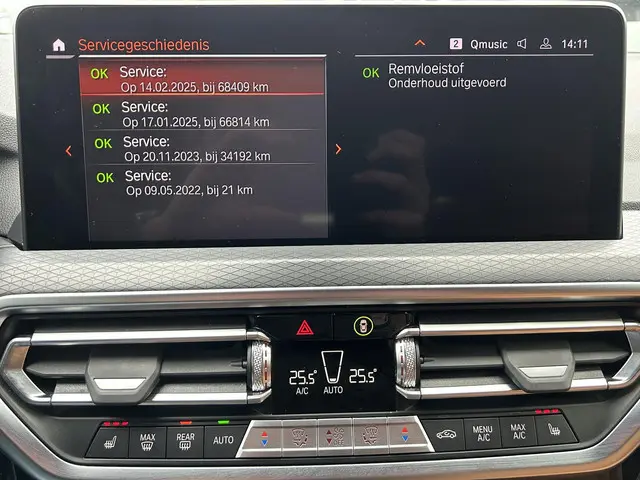 Servicegeschiedenis
2 Qmusic 14:11
OK Service:
Op 14.02.2025, bij 68409 km
OK Service:
Op 17.01.2025, bij 66814 km
OK Service:
Op 20.11.2023, bij 34192 km
OK Service:
Op 09.05.2022, bij 21 km
OK Remvloeistof
Onderhoud uitgevoerd
25.5° 25.5°
A/C AUTO
MAX
REAR
AUTO
MENU
A/C
MAX
A/C